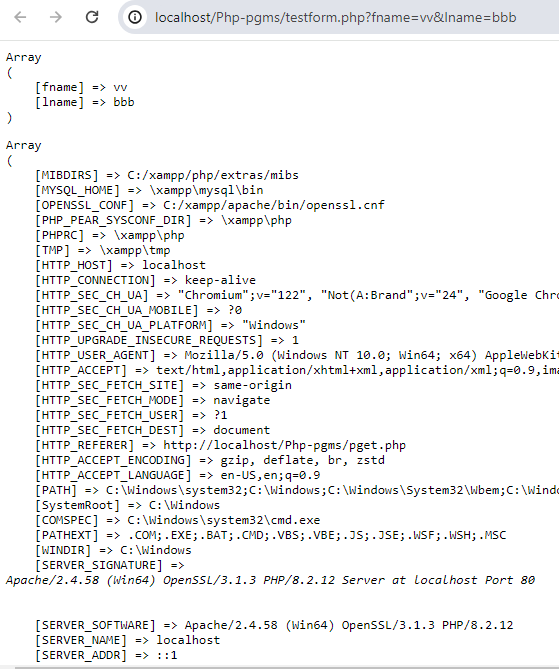 localhost/Php-pgms/testform.php?fname=vv&lname=bbb
Array
(
[fname] => vv
[lname] => bbb
)
Array
(
[MIBDIRS] => C:/xampp/php/extras/mibs
[MYSQL_HOME] => \xampp\mysql\bin
[OPENSSL_CONF] => C:/xampp/apache/bin/openssl.cnf
[PHP_PEAR_SYSCONF_DIR] => \xampp\php
[PHPRC] => \xampp\php
[TMP] => \xampp\tmp
[HTTP_HOST] => localhost
[HTTP_CONNECTION] => keep-alive
[HTTP_SEC_CH_UA] => "Chromium";v="122", "Not(A:Brand";v="24", "Google Chro
[HTTP_SEC_CH_UA_MOBILE] => ?0
[HTTP_SEC_CH_UA_PLATFORM] => "Windows"
[HTTP_UPGRADE_INSECURE_REQUESTS] => 1
[HTTP_USER_AGENT] => Mozilla/5.0 (Windows NT 10.0; Win64; x64) AppleWebKit
[HTTP_ACCEPT] => text/html,application/xhtml+xml,application/xml;q=0.9,ima
[HTTP_SEC_FETCH_SITE] => same-origin
[HTTP_SEC_FETCH_MODE] => navigate
[HTTP_SEC_FETCH_USER] => ?1
[HTTP_SEC_FETCH_DEST] => document
[HTTP_REFERER] => http://localhost/Php-pgms/pget.php
[HTTP_ACCEPT_ENCODING] => gzip, deflate, br, zstd
[HTTP_ACCEPT_LANGUAGE] => en-US,en;q=0.9
[PATH] => C:\Windows\system32;C:\Windows;C:\Windows\System32\Wbem;C:\Windo
[SystemRoot] => C:\Windows
[COMSPEC] => C:\Windows\system32\cmd.exe
[PATHEXT] => .COM;.EXE;.BAT;.CMD;.VBS;.VBE;.JS;.JSE;.WSF;.WSH;.MSC
[WINDIR] => C:\Windows
[SERVER_SIGNATURE] =>
Apache/2.4.58 (Win64) OpenSSL/3.1.3 PHP/8.2.12 Server at localhost Port 80
[SERVER_SOFTWARE] => Apache/2.4.58 (Win64) OpenSSL/3.1.3 PHP/8.2.12
[SERVER_NAME] => localhost
[SERVER_ADDR] => ::1